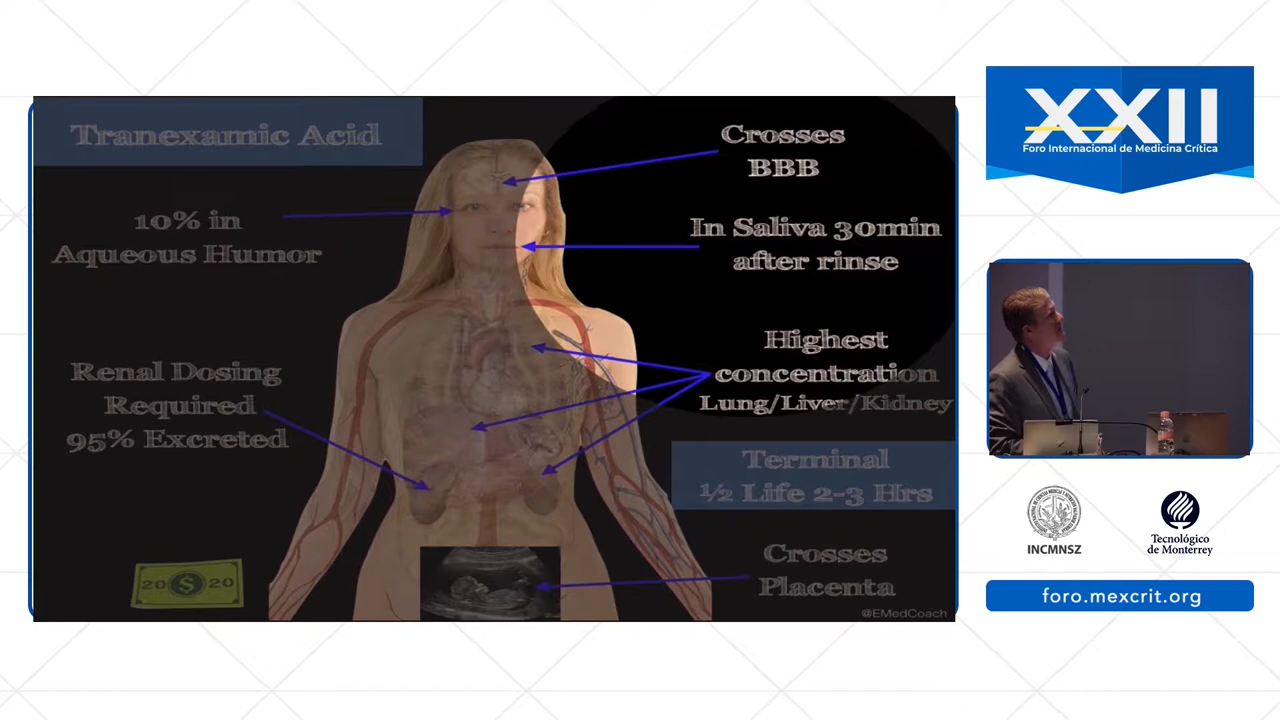 Tranexamic Acid
10% in
Aqueous Humor
Renal Dosing
Required
95% Excreted
20 $ 20
Crosses
BBB
In Saliva 30min
after rinse
Highest
concentration
Lung/Liver/Kidney
Terminal
½ Life 2-3 Hrs
Crosses
Placenta
@EMedCoach
XXII
Foro Internacional de Medicina Crítica
INCMNSZ
Tecnológico
de Monterrey
foro.mexcrit.org